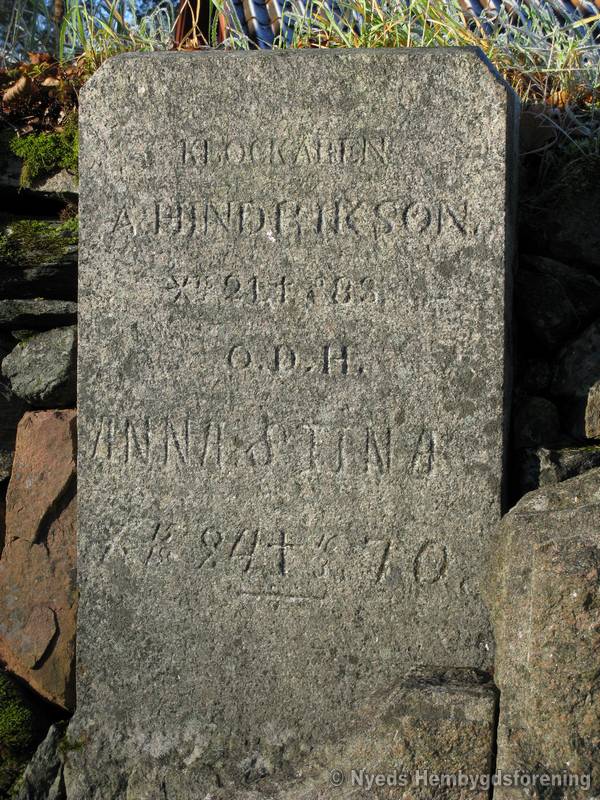 KLOCKAREN
A. HINDRIKSON.
21 † 83
O.D.H.
ANNA STINA
24 † 70.
© Nyeds Hembygdsforening